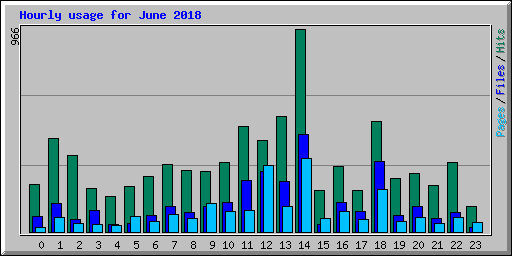 Hourly usage for June 2018
966
Pages / Files / Hits
0 1 2 3 4 5 6 7 8 9 10 11 12 13 14 15 16 17 18 19 20 21 22 23